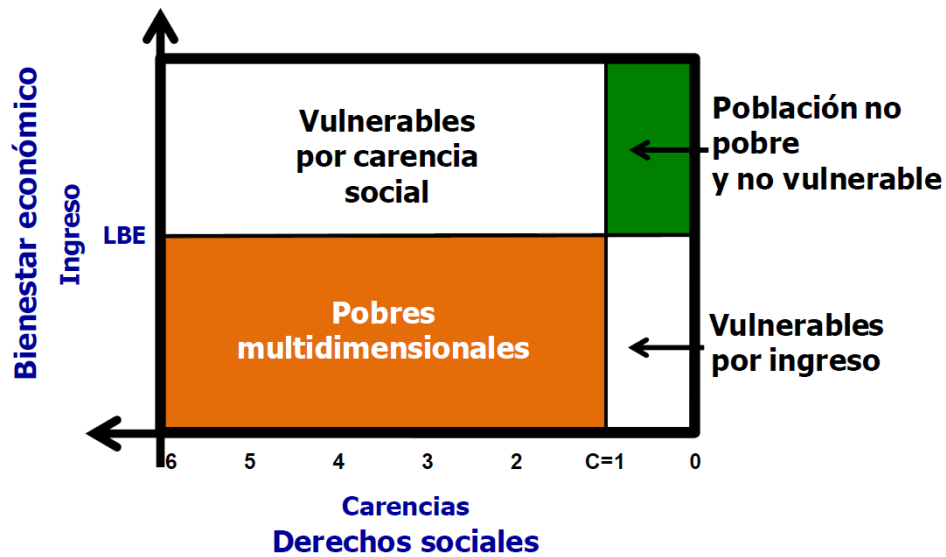 Bienestar económico
Ingreso
LBE
Vulnerables
por carencia
social
Población no
pobre
y no vulnerable
Pobres
multidimensionales
Vulnerables
por ingreso
6 5 4 3 2 C=1 0
Carencias
Derechos sociales